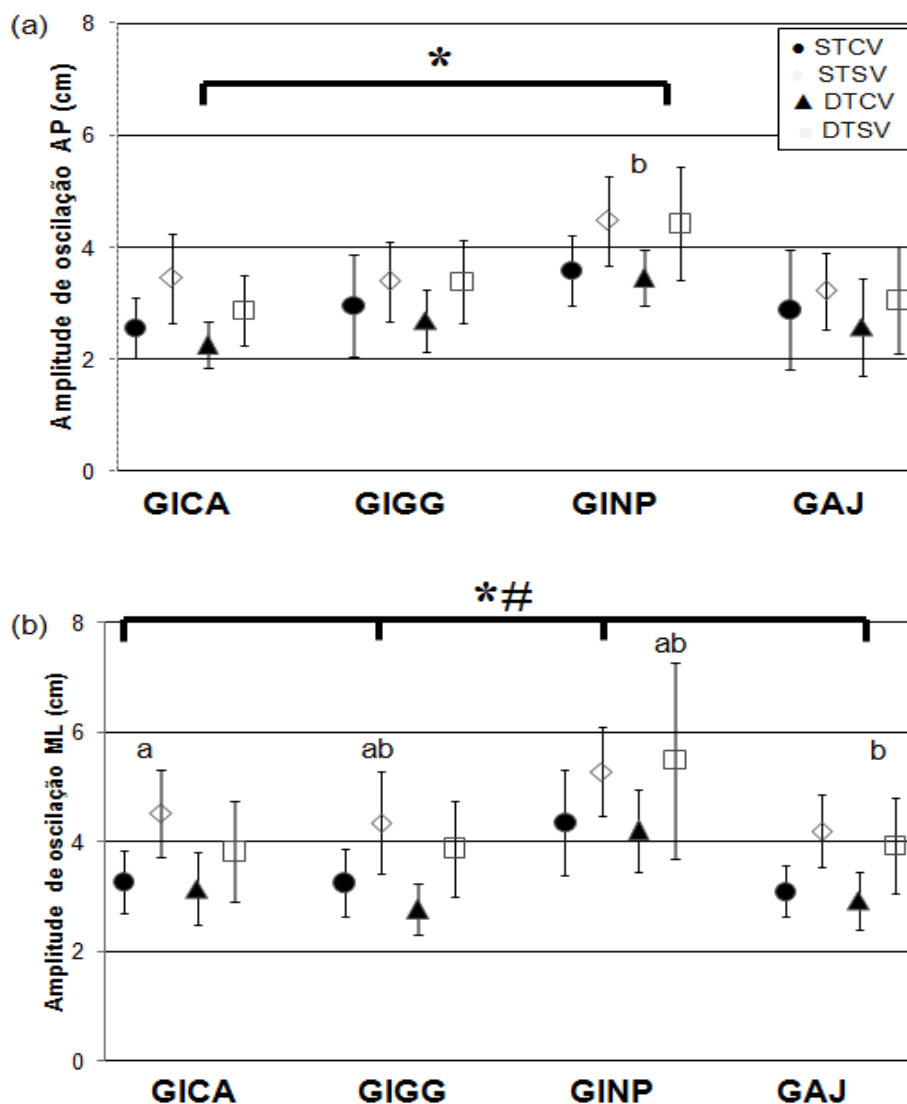 (a)
Amplitude de oscilação AP (cm)
8
6
4
2
0
*
b
STCV
STSV
DTCV
DTSV
GICA GIGG GINP GAJ
(b)
Amplitude de oscilação ML (cm)
8
6
4
2
0
*#
a
ab
ab
b
GICA GIGG GINP GAJ